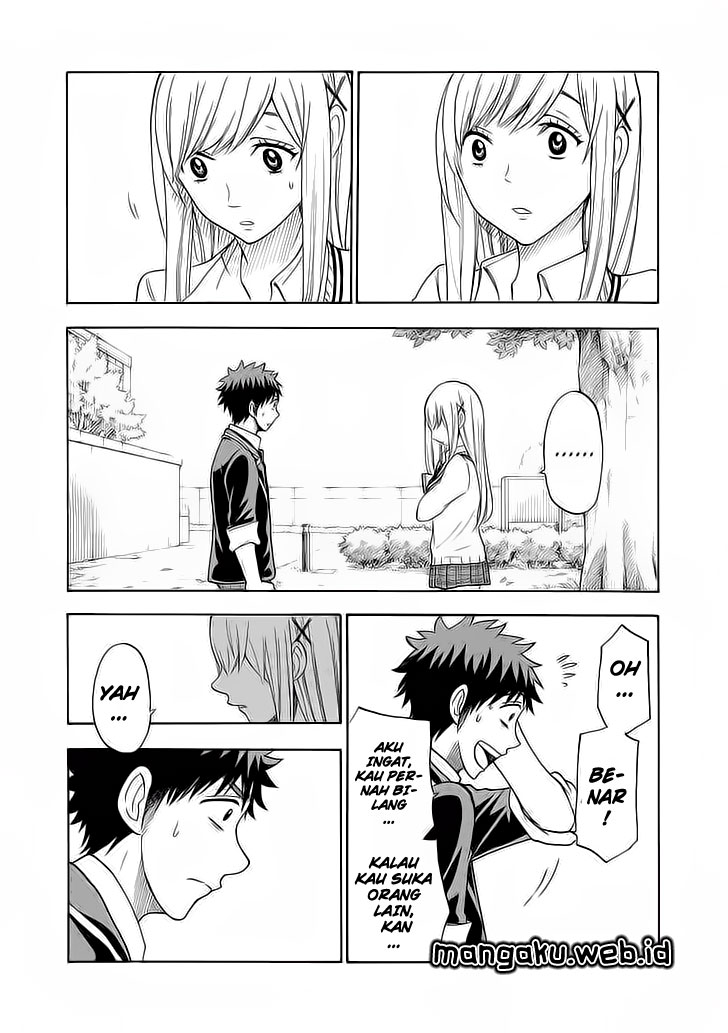 ......
OH
...
BE-
NAR
!
AKU
INGAT,
KAU PER-
NAH BI-
LANG
...
KALAU
KAU SUKA
ORANG
LAIN,
KAN
...
YAH
...
mangaku.web.id